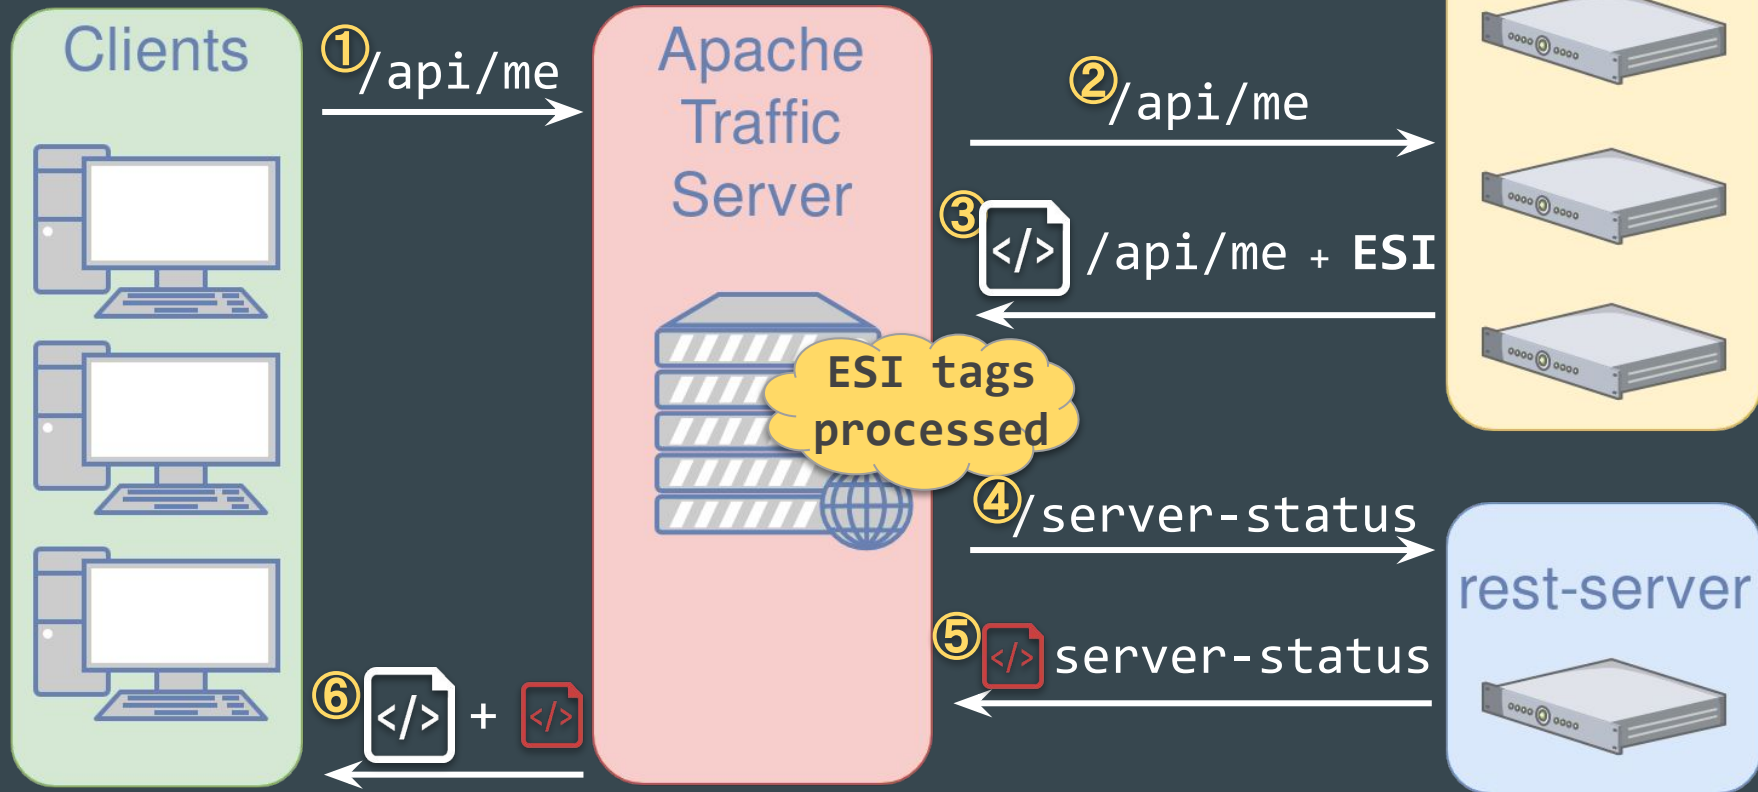 Clients
① /api/me
Apache
Traffic
Server
② /api/me
③ </> /api/me + ESI
ESI tags
processed
④ /server-status
rest-server
⑤ </> server-status
⑥ </> + </>